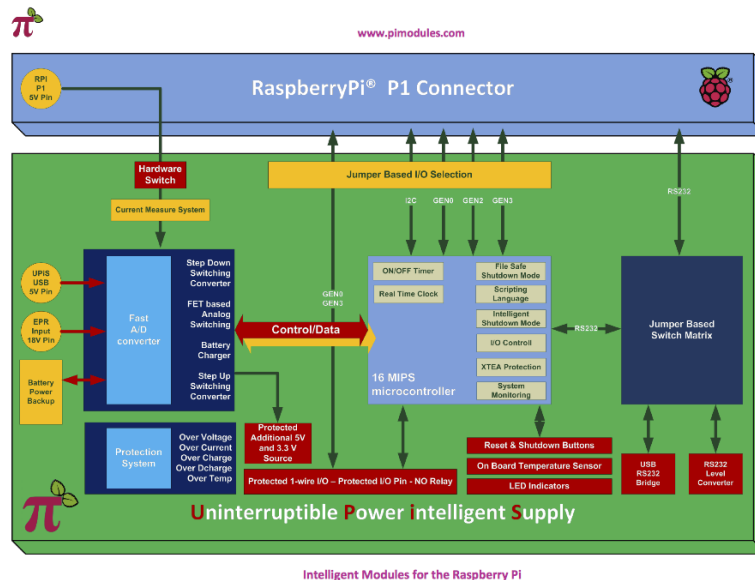 www.pimodules.com
RPI
P1
5V Pin
RaspberryPi® P1 Connector
Hardware
Switch
Jumper Based I/O Selection
RS232
Current Measure System
I2C
GEN0
GEN2
GEN3
UPIS
USB
5V Pin
EPR
Input
18V Pin
Battery
Power
Backup
Fast
A/D
converter
Step Down
Switching
Converter
FET based
Analog
Switching
Battery
Charger
Step Up
Switching
Converter
GEN0
GEN3
Control/Data
ON/OFF Timer
Real Time Clock
File Safe
Shutdown Mode
Scripting
Language
Intelligent
Shutdown Mode
I/O Controll
XTEA Protection
System
Monitoring
16 MIPS
microcontroller
RS232
Jumper Based
Switch Matrix
Protection
System
Over Voltage
Over Current
Over Charge
Over Dcharge
Over Temp
Protected
Additional 5V
and 3.3 V
Source
Protected 1-wire I/O – Protected I/O Pin - NO Relay
Reset & Shutdown Buttons
On Board Temperature Sensor
LED Indicators
USB
RS232
Bridge
RS232
Level
Convertor
Uninterruptible Power intelligent Supply
Intelligent Modules for the Raspberry Pi